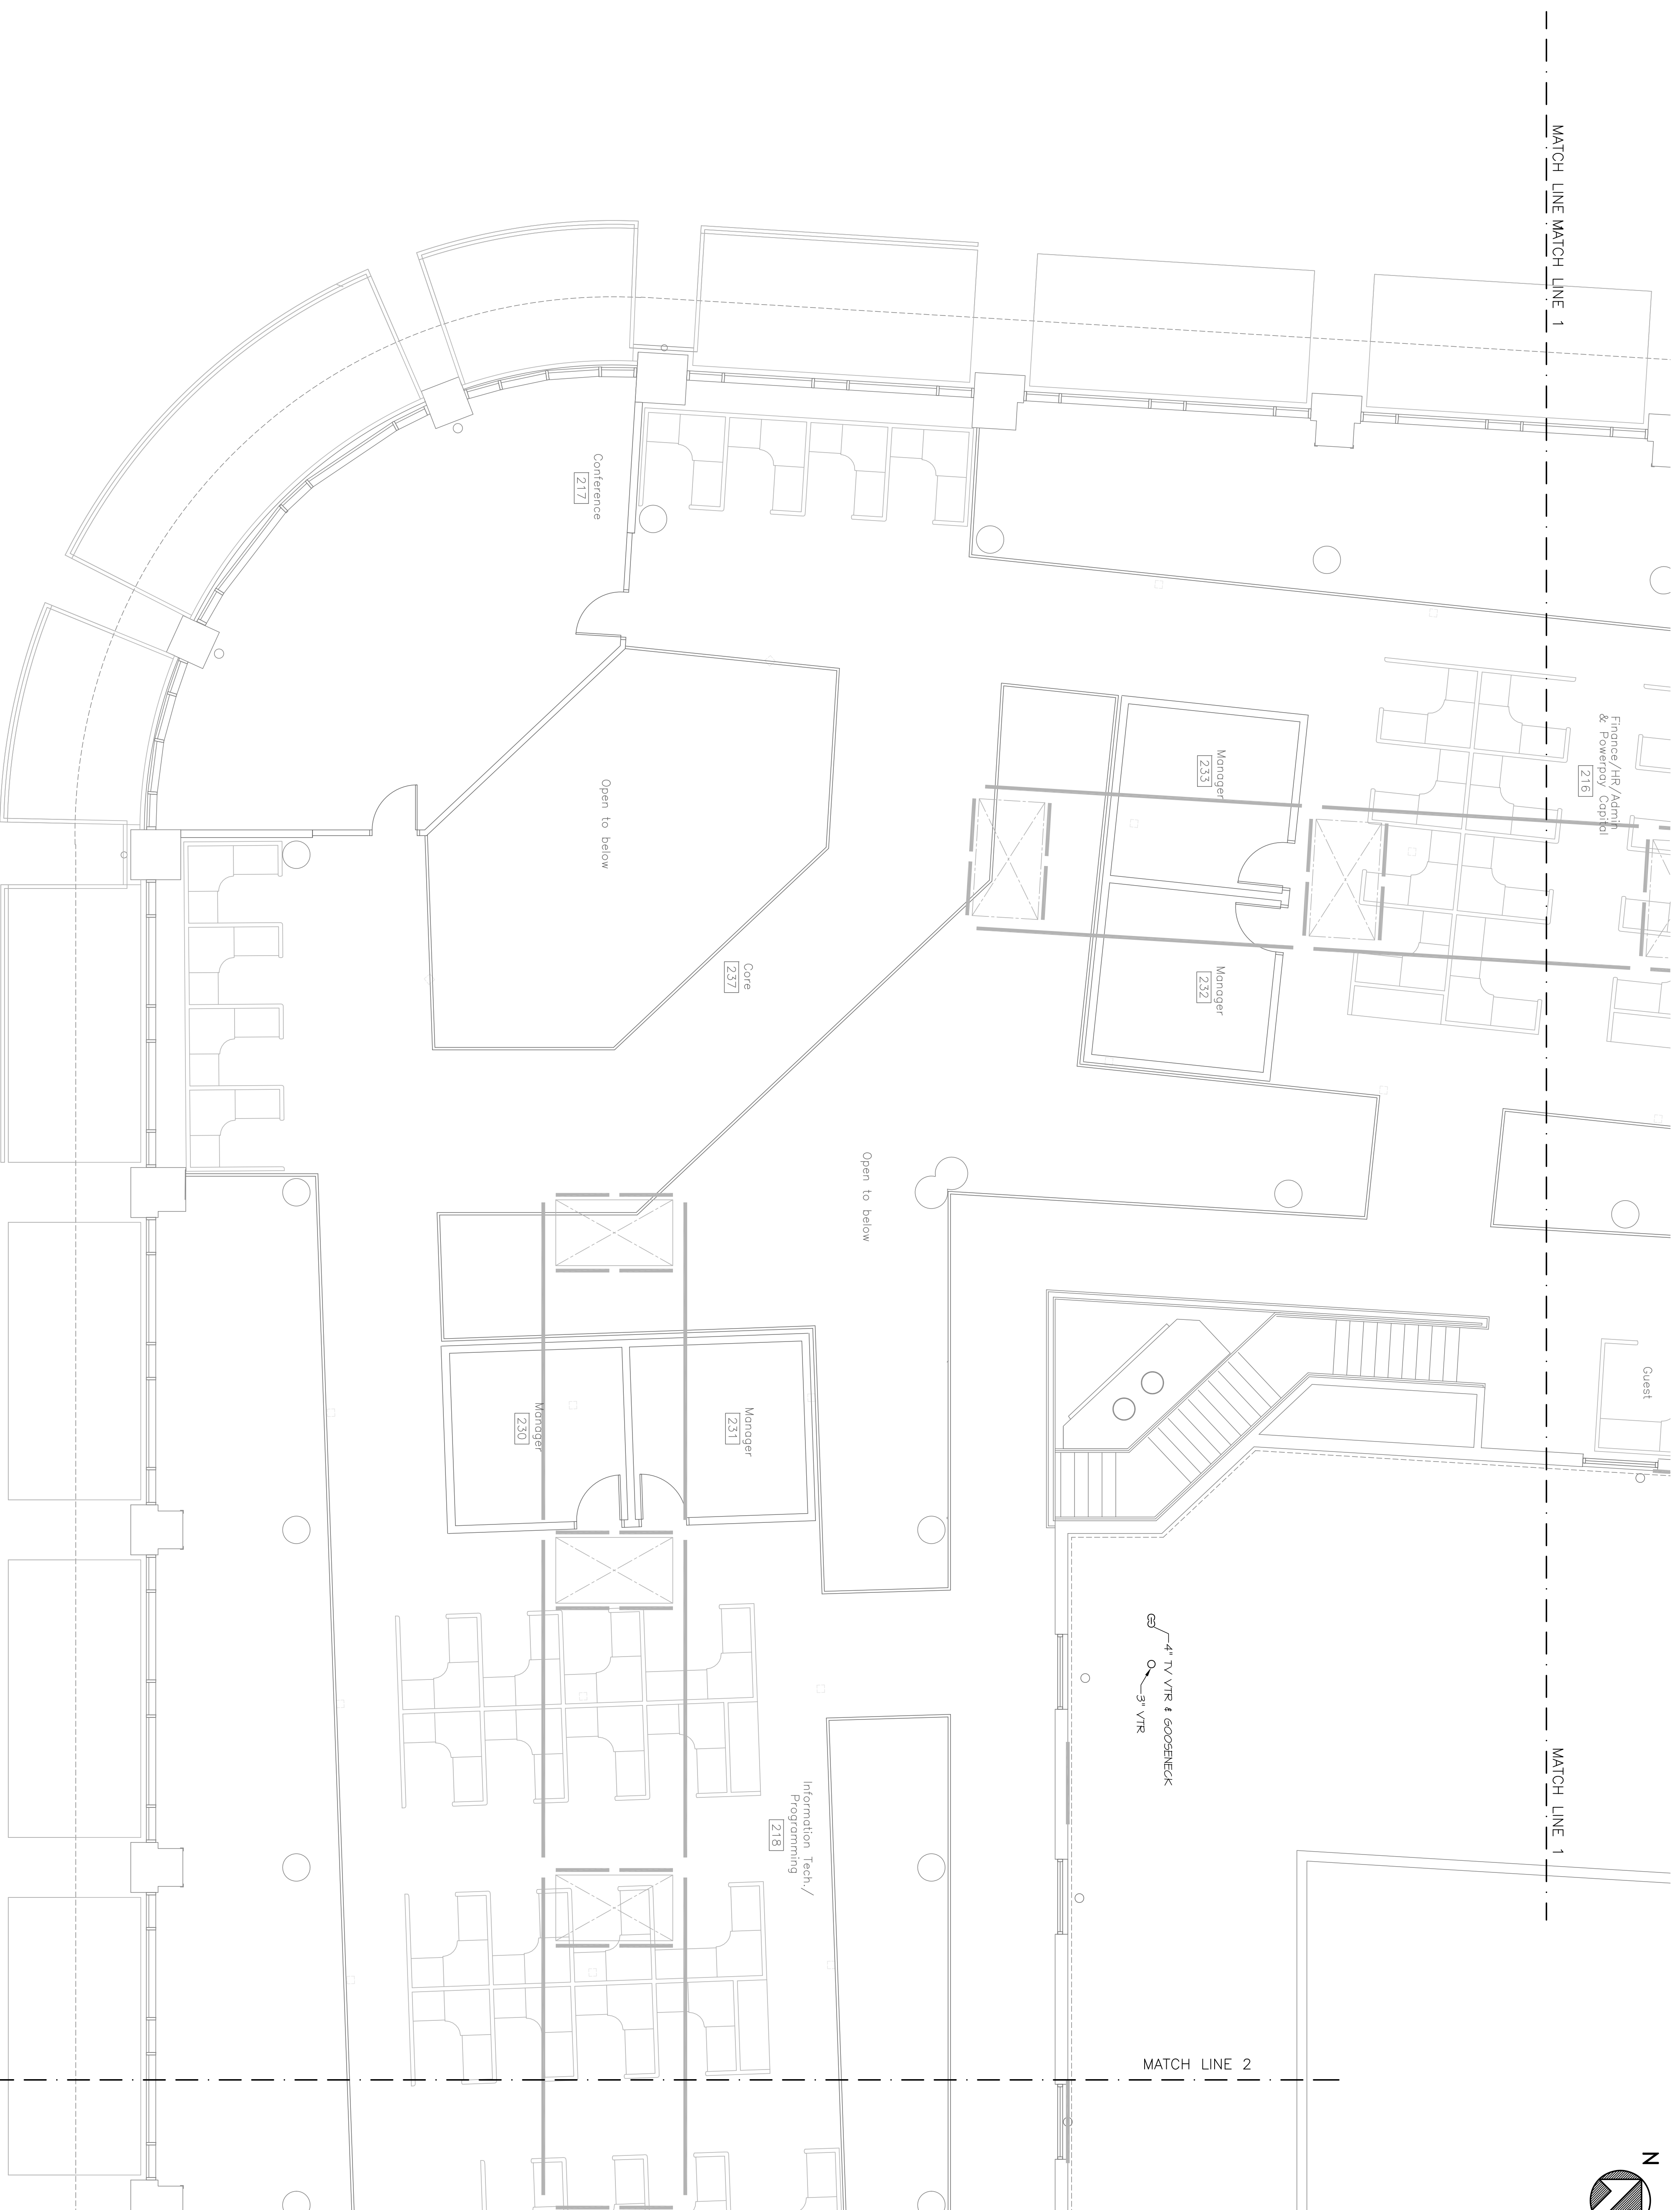 MATCH LINE MATCH LINE 1
Finance/HR/Admin
& Powerpay Capital
216
Conference
217
Manager
233
Open to below
Manager
232
Core
237
Open to below
Guest
Manager
231
Manager
230
4" TV VTR & GOOSENECK
3" VTR
MATCH LINE 1
Information Tech./
Programming
218
MATCH LINE 2
N